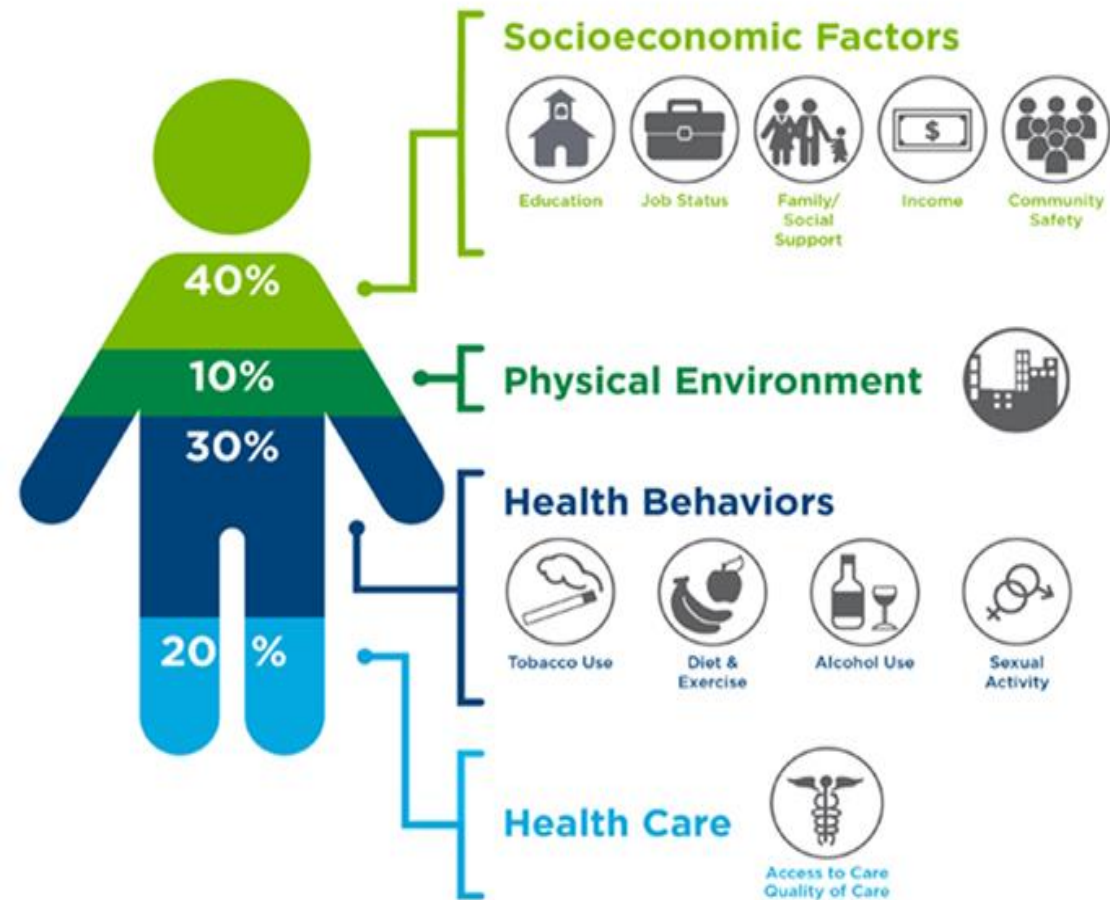 Socioeconomic Factors
$
Education
Job Status
Family/
Social
Support
Income
Community
Safety
40%
10%
Physical Environment
30%
Health Behaviors
Tobacco Use
Diet &
Exercise
Alcohol Use
Sexual
Activity
20 %
Health Care
Access to Care
Quality of Care